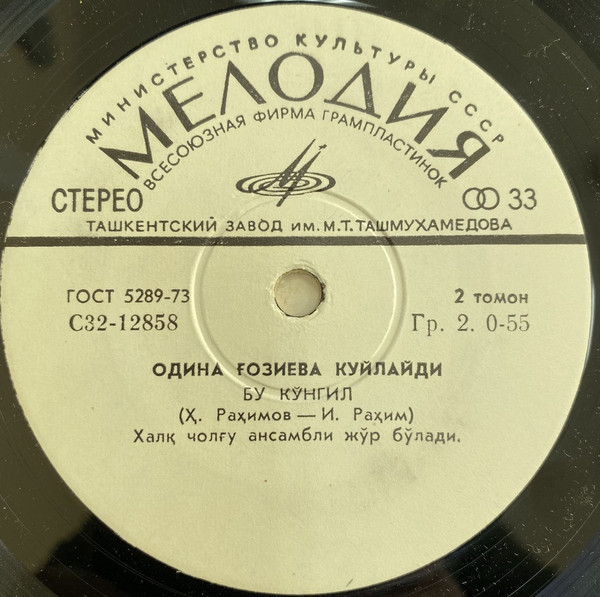 МИНИСТЕРСТВО КУЛЬТУРЫ СССР
МЕЛОДИЯ
ВСЕСОЮЗНАЯ ФИРМА ГРАМПЛАСТИНОК
СТЕРЕО 33
ТАШКЕНТСКИЙ ЗАВОД ИМ. М.Т. ТАШМУХАМЕДОВА
ГОСТ 5289-73 2 томон
С32-12858 Гр. 2. 0-55
ОДИНА ҒОЗИЕВА КУЙЛАЙДИ
БУ КЎНГИЛ
(Ҳ. Раҳимов — И. Раҳим)
Халқ чолғу ансамбли жўр бўлади.